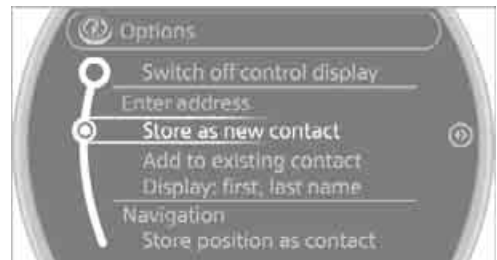 Options
Switch off control display
Enter address
Store as new contact
Add to existing contact
Display: first, last name
Navigation
Store position as contact